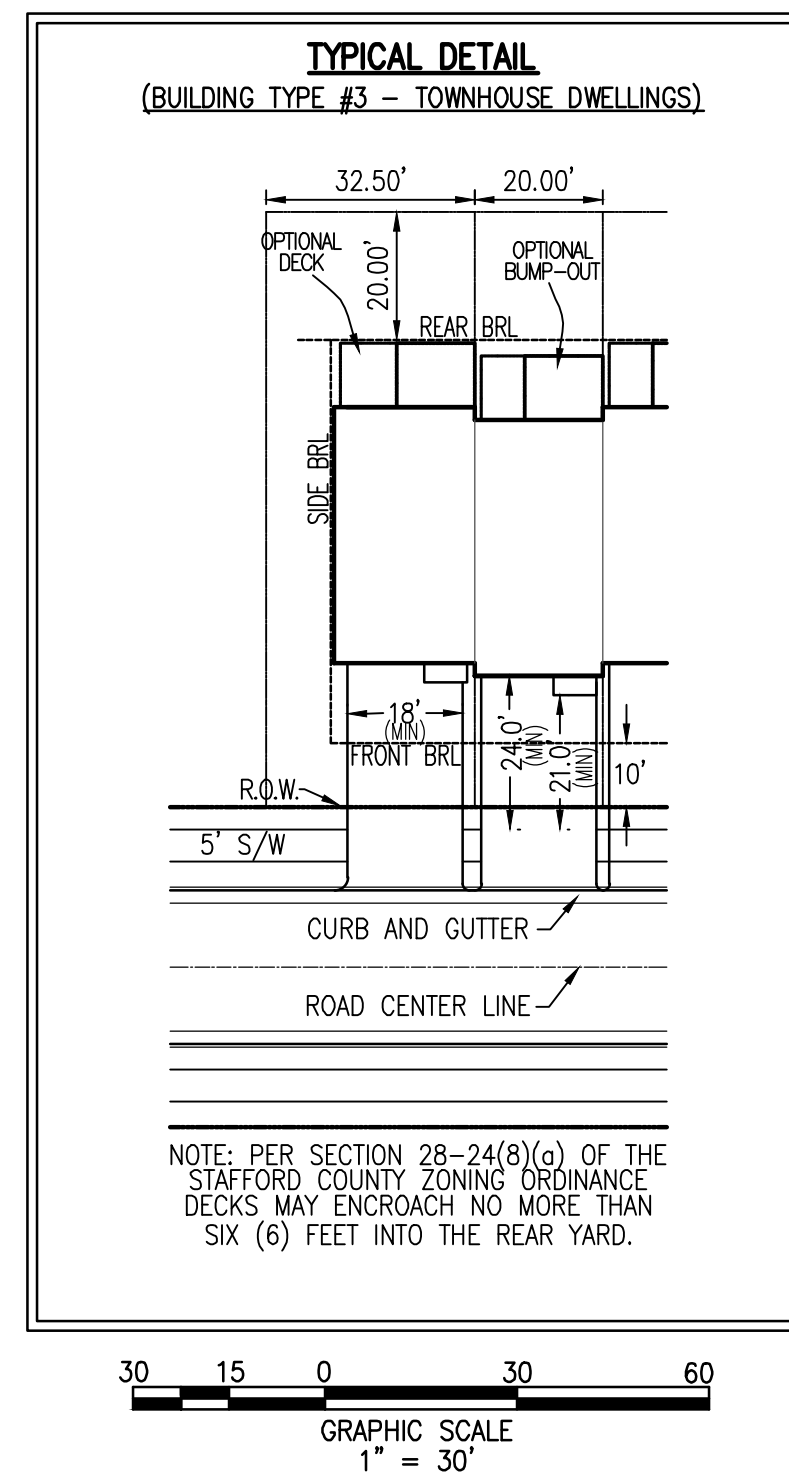 TYPICAL DETAIL
(BUILDING TYPE #3 – TOWNHOUSE DWELLINGS)
32.50'
20.00'
OPTIONAL
DECK
20.00'
OPTIONAL
BUMP-OUT
REAR BRL
SIDE BRL
18'
(MIN)
FRONT BRL
24.0'
(MIN)
21.0'
(MIN)
10'
R.O.W.
5' S/W
CURB AND GUTTER
ROAD CENTER LINE
NOTE: PER SECTION 28-24(8)(a) OF THE
STAFFORD COUNTY ZONING ORDINANCE
DECKS MAY ENCROACH NO MORE THAN
SIX (6) FEET INTO THE REAR YARD.
30 15 0 30 60
GRAPHIC SCALE
1" = 30'